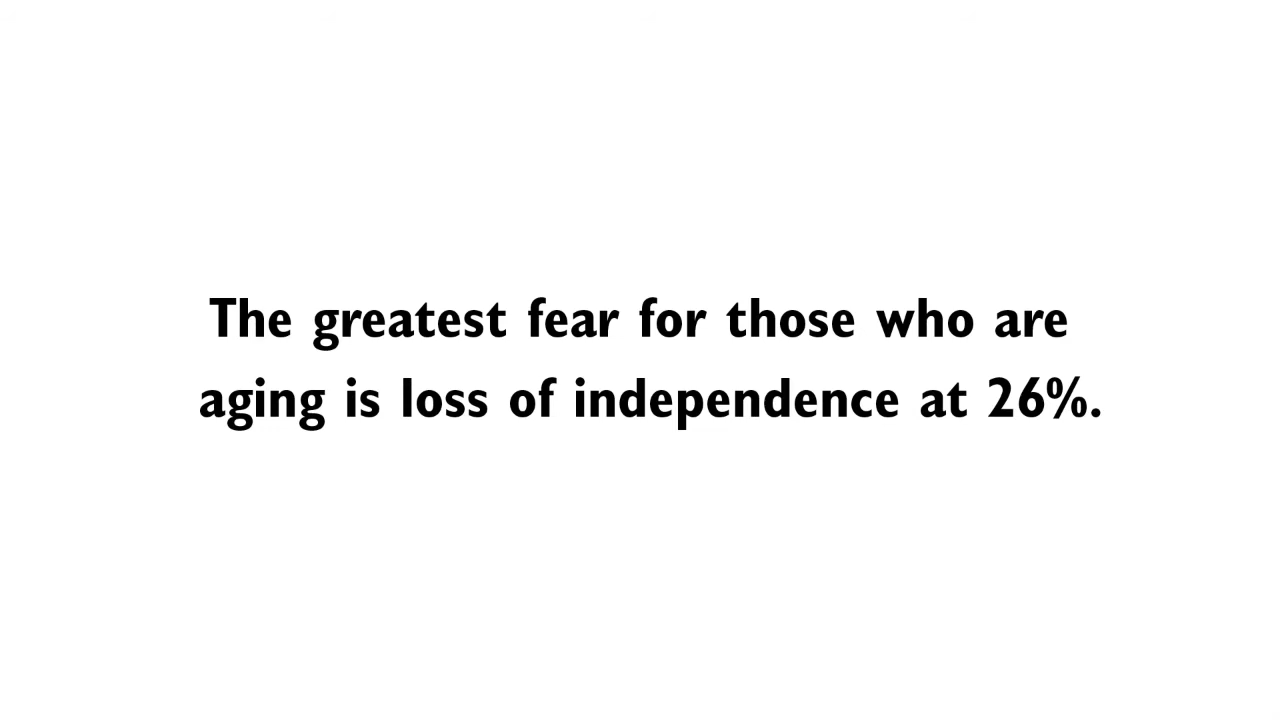 The greatest fear for those who are
aging is loss of independence at 26%.